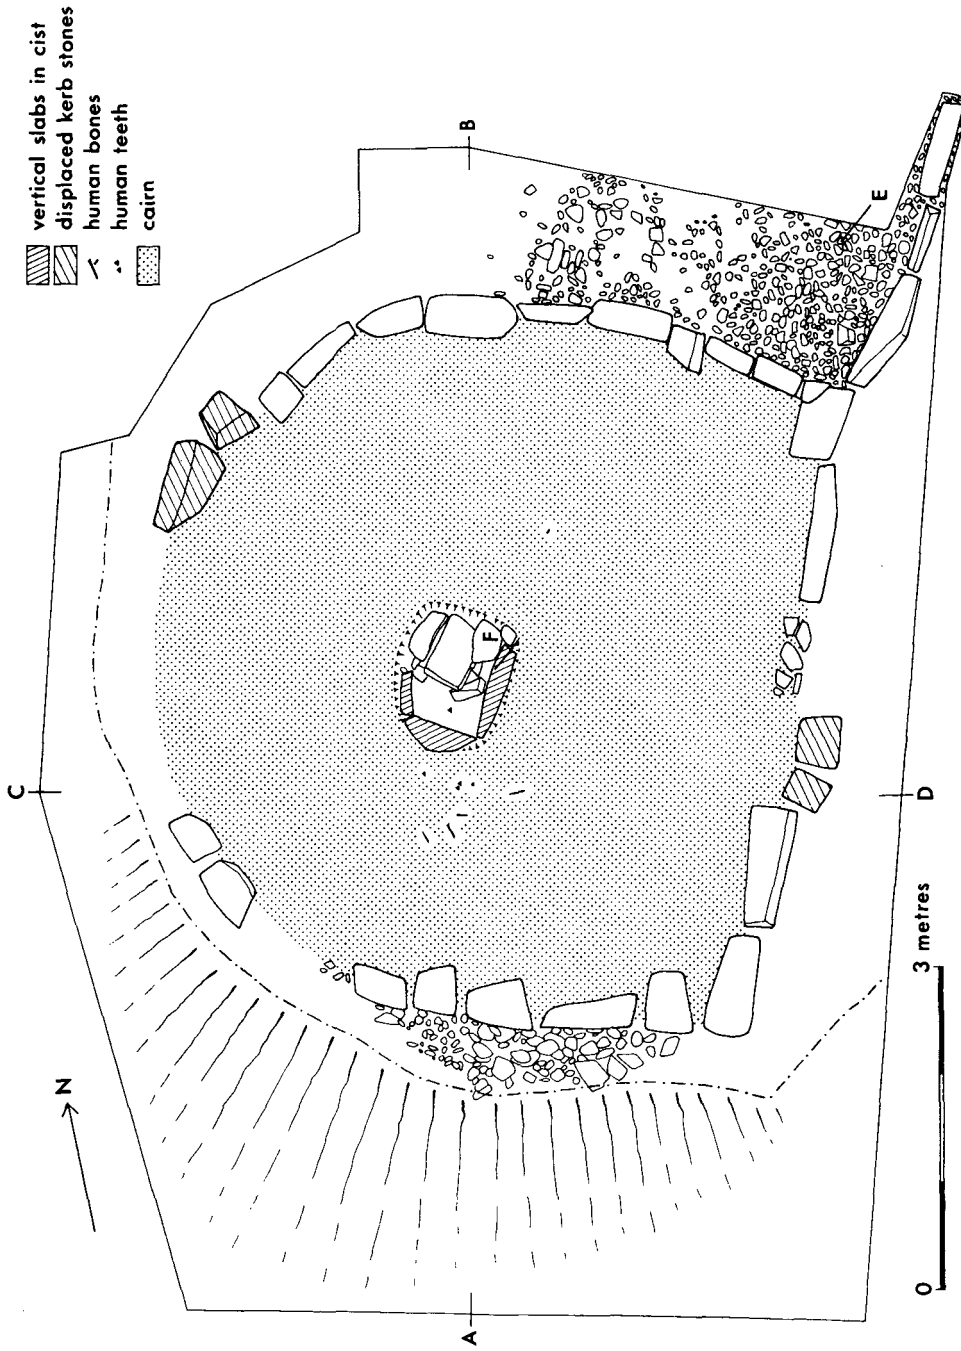 vertical slabs in cist
displaced kerb stones
human bones
human teeth
cairn
C
B
N
E
F
A
D
0
3 metres